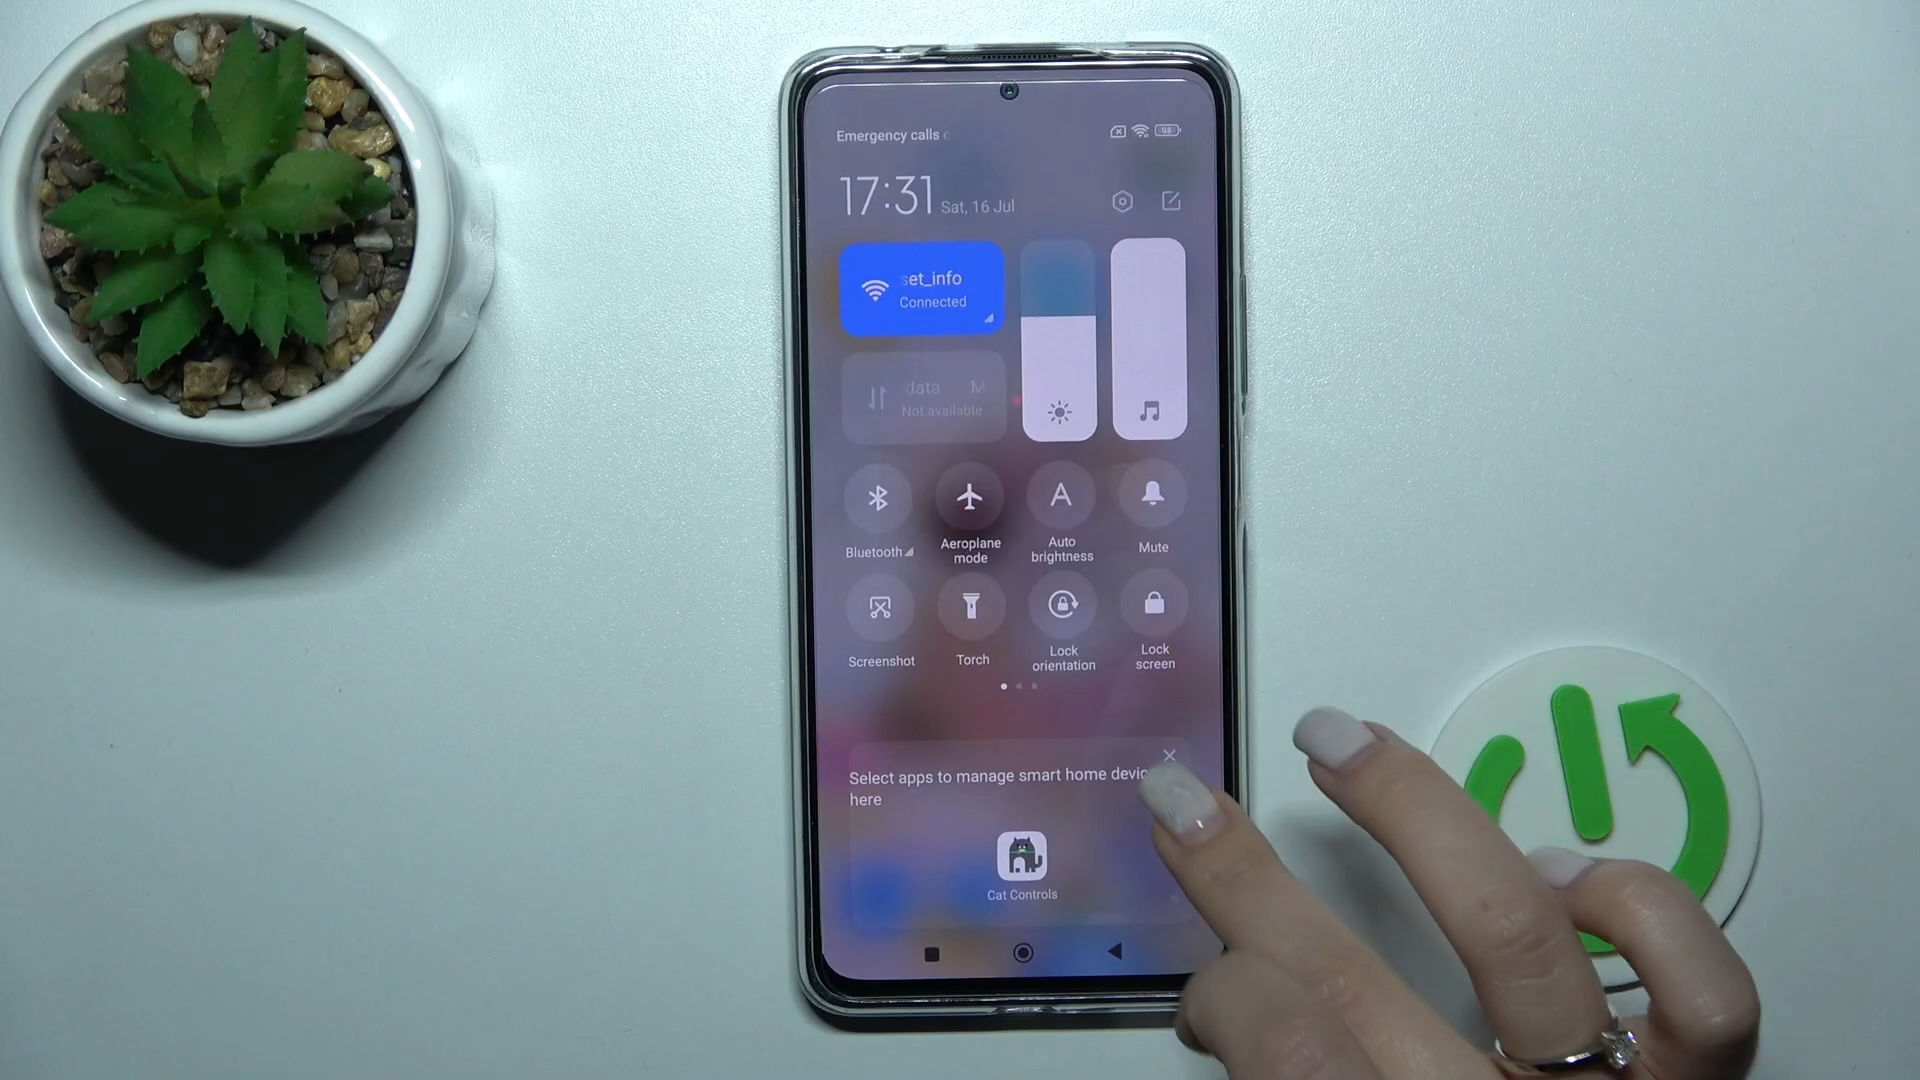 Emergency calls
98
17:31 Sat, 16 Jul
set_info
Connected
data M
Not available
Bluetooth
Aeroplane
mode
Auto
brightness
Mute
Screenshot
Torch
Lock
orientation
Lock
screen
Select apps to manage smart home
here
Cat Controls